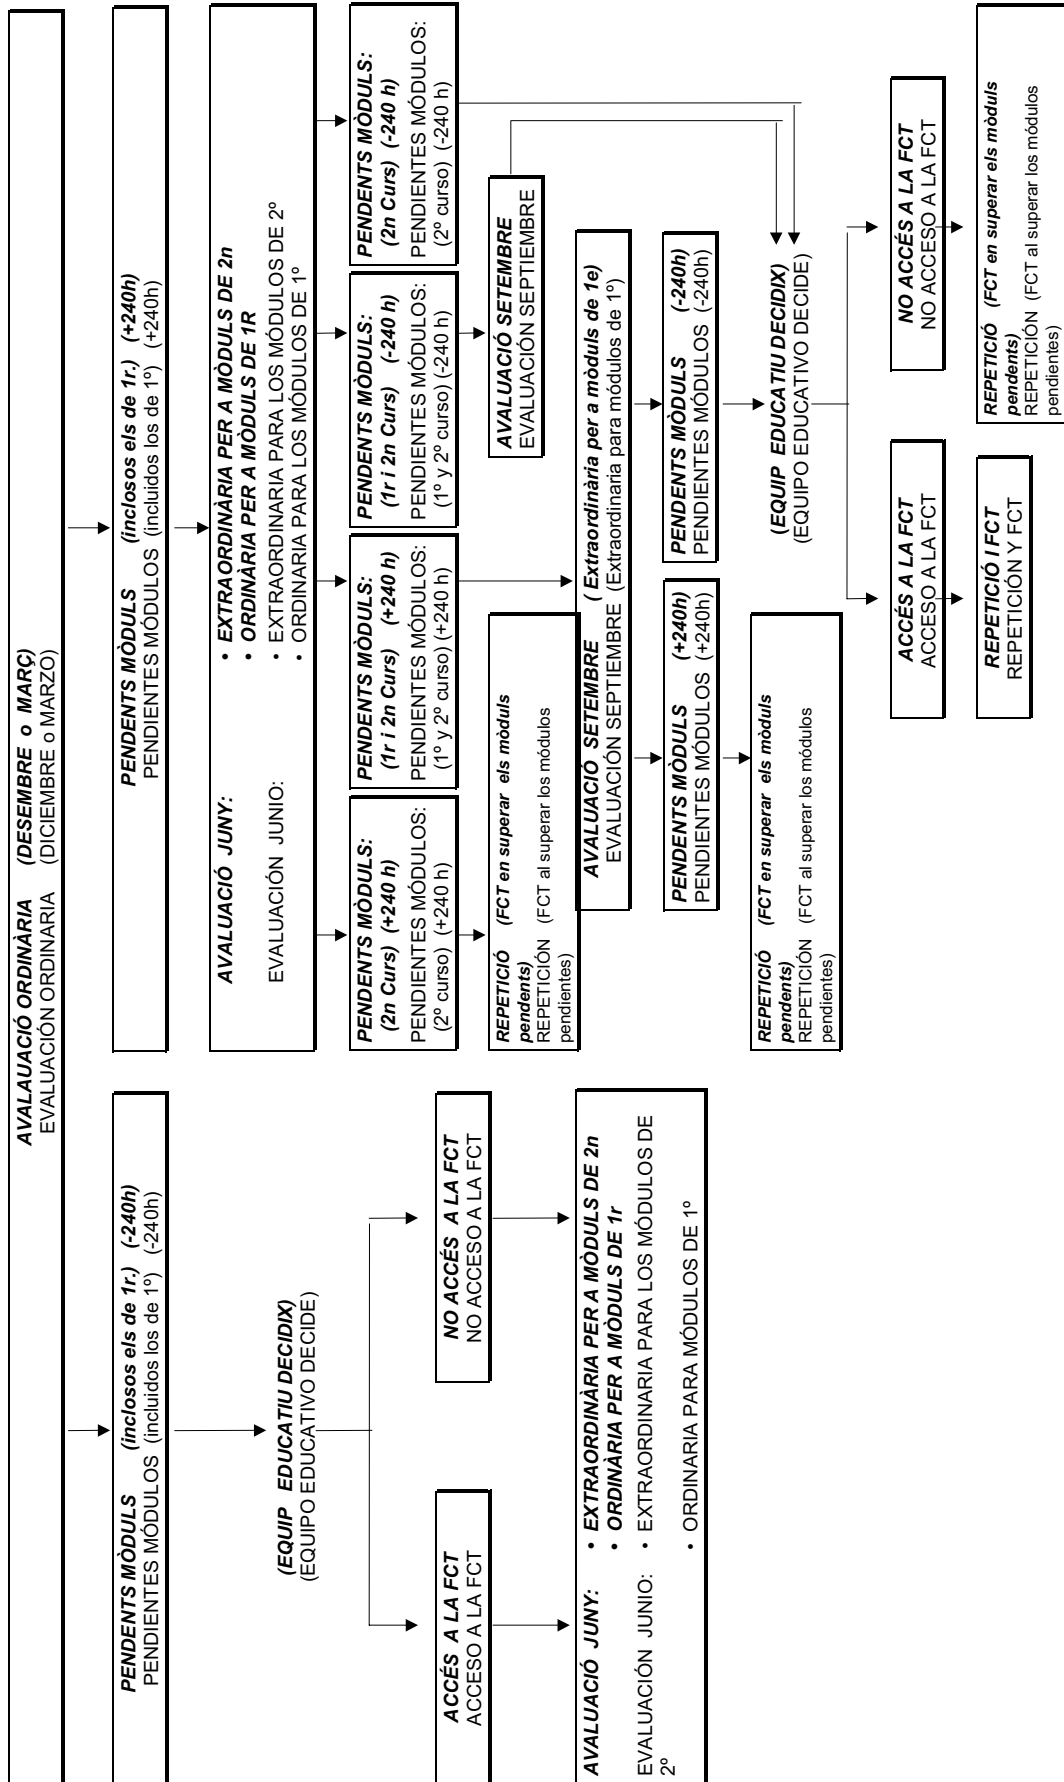 AVALAUACIÓ ORDINÀRIA (DESEMBRE o MARÇ)
EVALUACIÓN ORDINARIA (DICIEMBRE o MARZO)
PENDENTS MÒDULS (inclosos els de 1r.) (-240h)
PENDIENTES MÓDULOS (incluidos los de 1º) (-240h)
(EQUIP EDUCATIU DECIDIX)
(EQUIPO EDUCATIVO DECIDE)
ACCÉS A LA FCT
ACCESO A LA FCT
NO ACCÉS A LA FCT
NO ACCESO A LA FCT
AVALUACIÓ JUNY: • EXTRAORDINÀRIA PER A MÒDULS DE 2n
• ORDINÀRIA PER A MÒDULS DE 1r
EVALUACIÓN JUNIO: • EXTRAORDINARIA PARA LOS MÓDULOS DE
2º
• ORDINARIA PARA MÓDULOS DE 1º
PENDENTS MÒDULS (inclosos els de 1r.) (+240h)
PENDIENTES MÓDULOS (incluidos los de 1º) (+240h)
AVALUACIÓ JUNY: • EXTRAORDINÀRIA PER A MÒDULS DE 2n
• ORDINÀRIA PER A MÒDULS DE 1R
EVALUACIÓN JUNIO: • EXTRAORDINARIA PARA LOS MÓDULOS DE 2º
• ORDINARIA PARA LOS MÓDULOS DE 1º
PENDENTS MÒDULS:
(2n Curs) (+240 h)
PENDIENTES MÓDULOS:
(2º curso) (+240 h)
PENDENTS MÒDULS:
(1r i 2n Curs) (+240 h)
PENDIENTES MÓDULOS:
(1º y 2º curso) (+240 h)
PENDENTS MÒDULS:
(1r i 2n Curs) (-240 h)
PENDIENTES MÓDULOS:
(1º y 2º curso) (-240 h)
PENDENTS MÒDULS:
(2n Curs) (-240 h)
PENDIENTES MÓDULOS:
(2º curso) (-240 h)
REPETICIÓ (FCT en superar els mòduls
pendents)
REPETICIÓN (FCT al superar los módulos
pendientes)
AVALUACIÓ SETEMBRE
EVALUACIÓN SEPTIEMBRE
AVALUACIÓ SETEMBRE ( Extraordinària per a mòduls de 1e)
EVALUACIÓN SEPTIEMBRE (Extraordinaria para módulos de 1º)
PENDENTS MÒDULS (+240h)
PENDIENTES MÓDULOS (+240h)
PENDENTS MÒDULS (-240h)
PENDIENTES MÓDULOS (-240h)
REPETICIÓ (FCT en superar els mòduls
pendents)
REPETICIÓN (FCT al superar los módulos
pendientes)
(EQUIP EDUCATIU DECIDIX)
(EQUIPO EDUCATIVO DECIDE)
ACCÉS A LA FCT
ACCESO A LA FCT
NO ACCÉS A LA FCT
NO ACCESO A LA FCT
REPETICIÓ I FCT
REPETICIÓN Y FCT
REPETICIÓ (FCT en superar els mòduls
pendents)
REPETICIÓN (FCT al superar los módulos
pendientes)